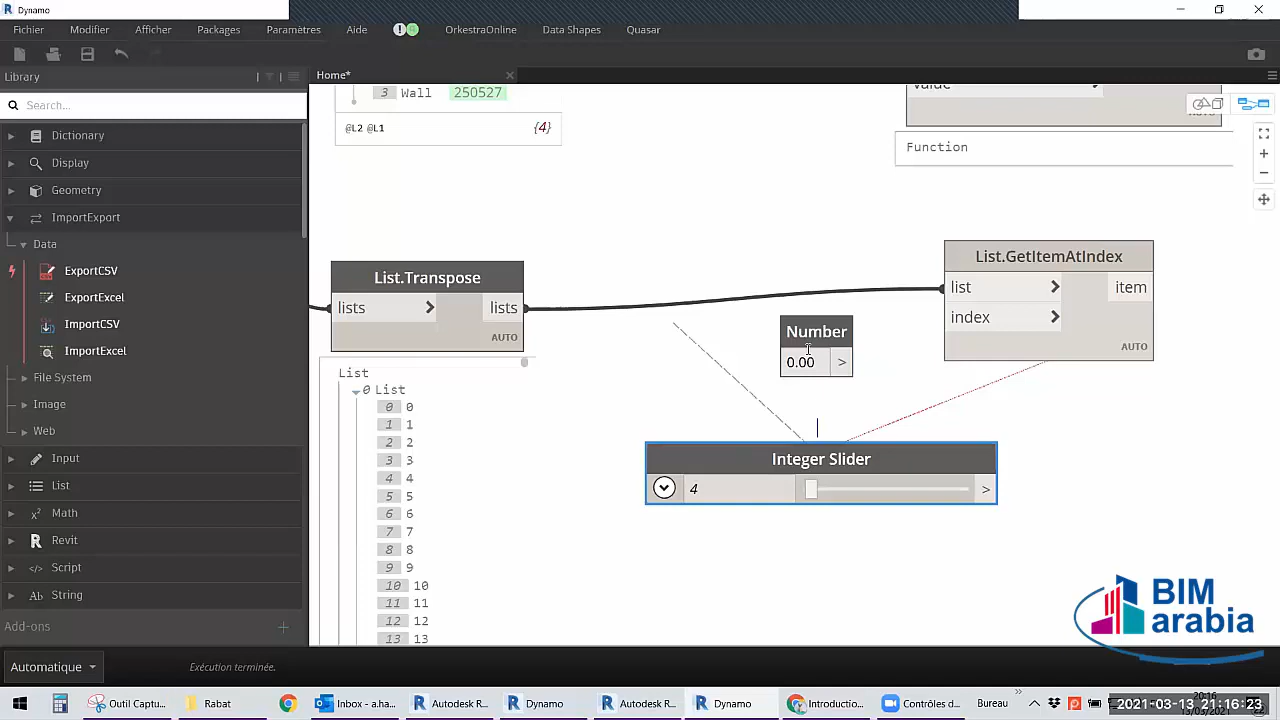 Dynamo
Fichier Modifier Afficher Packages Paramètres Aide OrkestraOnline Data Shapes Quasar
Library
Home*
Search...
3 Wall 250527
@L2 @L1 {4}
AUTO
Function
Dictionary
Display
Geometry
ImportExport
Data
ExportCSV
ExportExcel
ImportCSV
ImportExcel
File System
Image
Web
Input
List
Math
Revit
Script
String
Add-ons
List.Transpose
lists > lists
AUTO
List
0 List
0 0
1 1
2 2
3 3
4 4
5 5
6 6
7 7
8 8
9 9
10 10
11 11
12 12
13 13
Number
0.00 >
List.GetItemAtIndex
list > item
index >
AUTO
Integer Slider
4 >
BIM
arabia
Automatique
Exécution terminée.
Outil Captu...
Rabat
Inbox - zha...
Autodesk R...
Dynamo
Autodesk R...
Dynamo
Introductio...
Contrôles d...
Bureau
20:16
2021-03-13 21:16:23